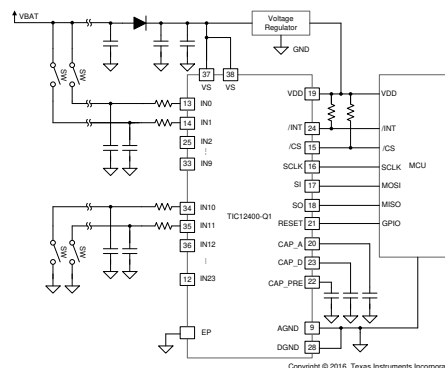 VBAT
Voltage
Regulator
GND
37
38
VS
VS
SW
SW
VDD
19
VDD
13
IN0
14
IN1
25
IN2
33
IN9
/INT
24
/INT
/CS
15
/CS
SCLK
16
SCLK
MCU
SI
17
MOSI
SO
18
MISO
TIC12400-Q1
RESET
21
GPIO
34
IN10
35
IN11
36
IN12
12
IN23
SW
SW
CAP_A
20
CAP_D
23
CAP_PRE
22
EP
AGND
9
DGND
28
Copyright © 2016, Texas Instruments Incorpora